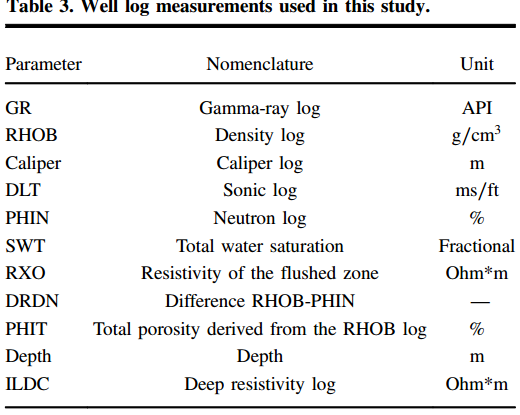 Table 3. Well log measurements used in this study.
Parameter Nomenclature Unit
GR Gamma-ray log API
RHOB Density log g/cm³
Caliper Caliper log m
DLT Sonic log ms/ft
PHIN Neutron log %
SWT Total water saturation Fractional
RXO Resistivity of the flushed zone Ohm*m
DRDN Difference RHOB-PHIN —
PHIT Total porosity derived from the RHOB log %
Depth Depth m
ILDC Deep resistivity log Ohm*m